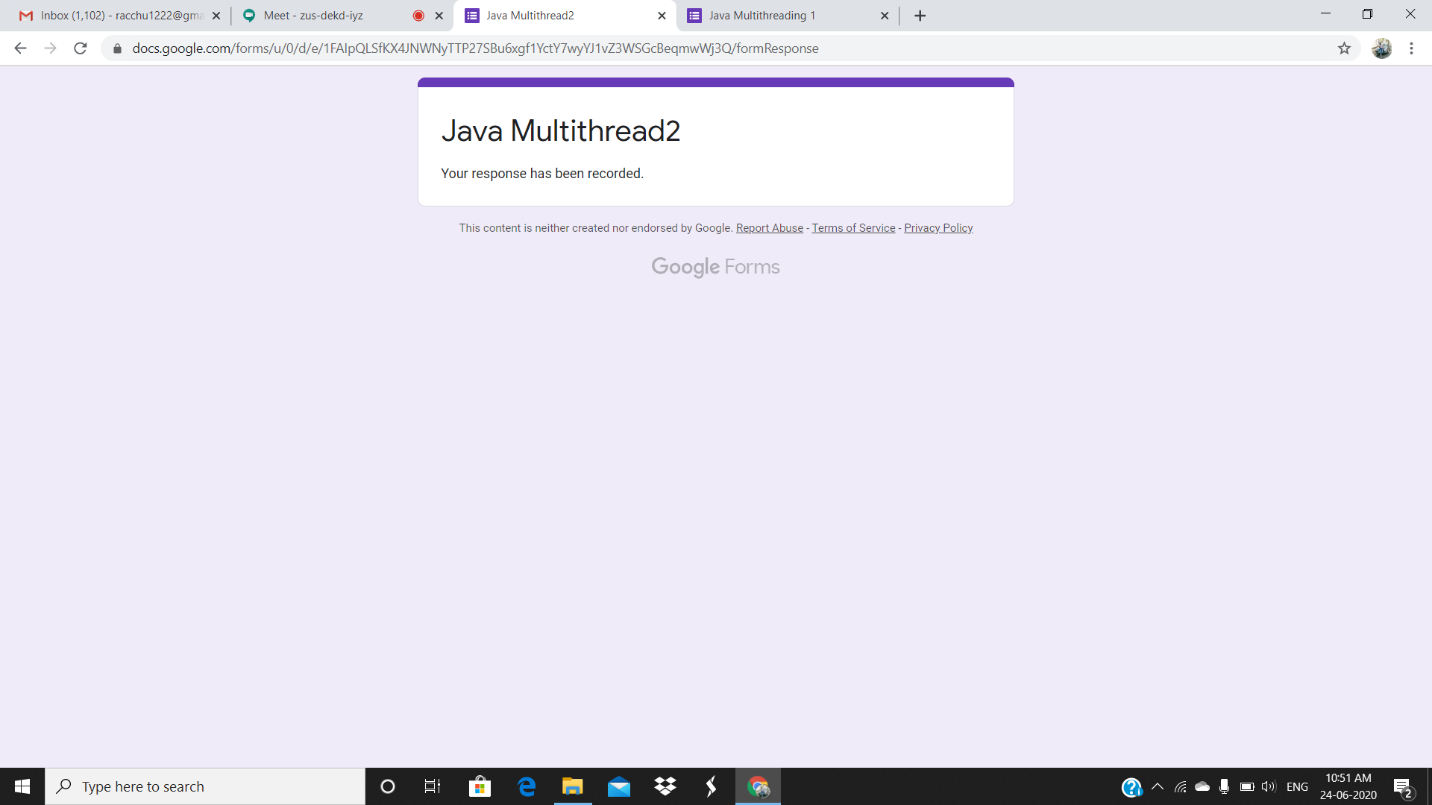 Inbox (1,102) - racchu1222@gma
Meet - zus-dekd-iyz
Java Multithread2
Java Multithreading 1
docs.google.com/forms/u/0/d/e/1FAIpQLSfKX4JNWNyTTP27SBu6xgf1YctY7wyYJ1vZ3WSGcBeqmwWj3Q/formResponse
Java Multithread2
Your response has been recorded.
This content is neither created nor endorsed by Google. Report Abuse - Terms of Service - Privacy Policy
Google Forms
Type here to search
ENG
10:51 AM
24-06-2020
2